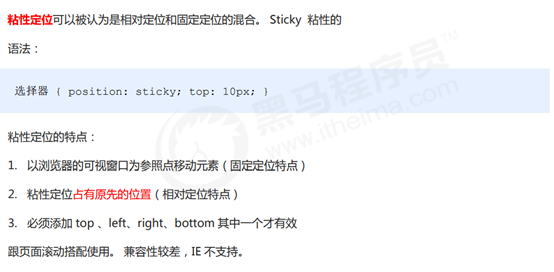 粘性定位可以被认为是相对定位和固定定位的混合。 Sticky 粘性的
语法：
选择器 { position: sticky; top: 10px; }
粘性定位的特点：
1. 以浏览器的可视窗口为参照点移动元素（固定定位特点）
2. 粘性定位占有原先的位置（相对定位特点）
3. 必须添加 top 、left、right、bottom 其中一个才有效
跟页面滚动搭配使用。 兼容性较差，IE 不支持。
黑马程序员
www.itheima.com